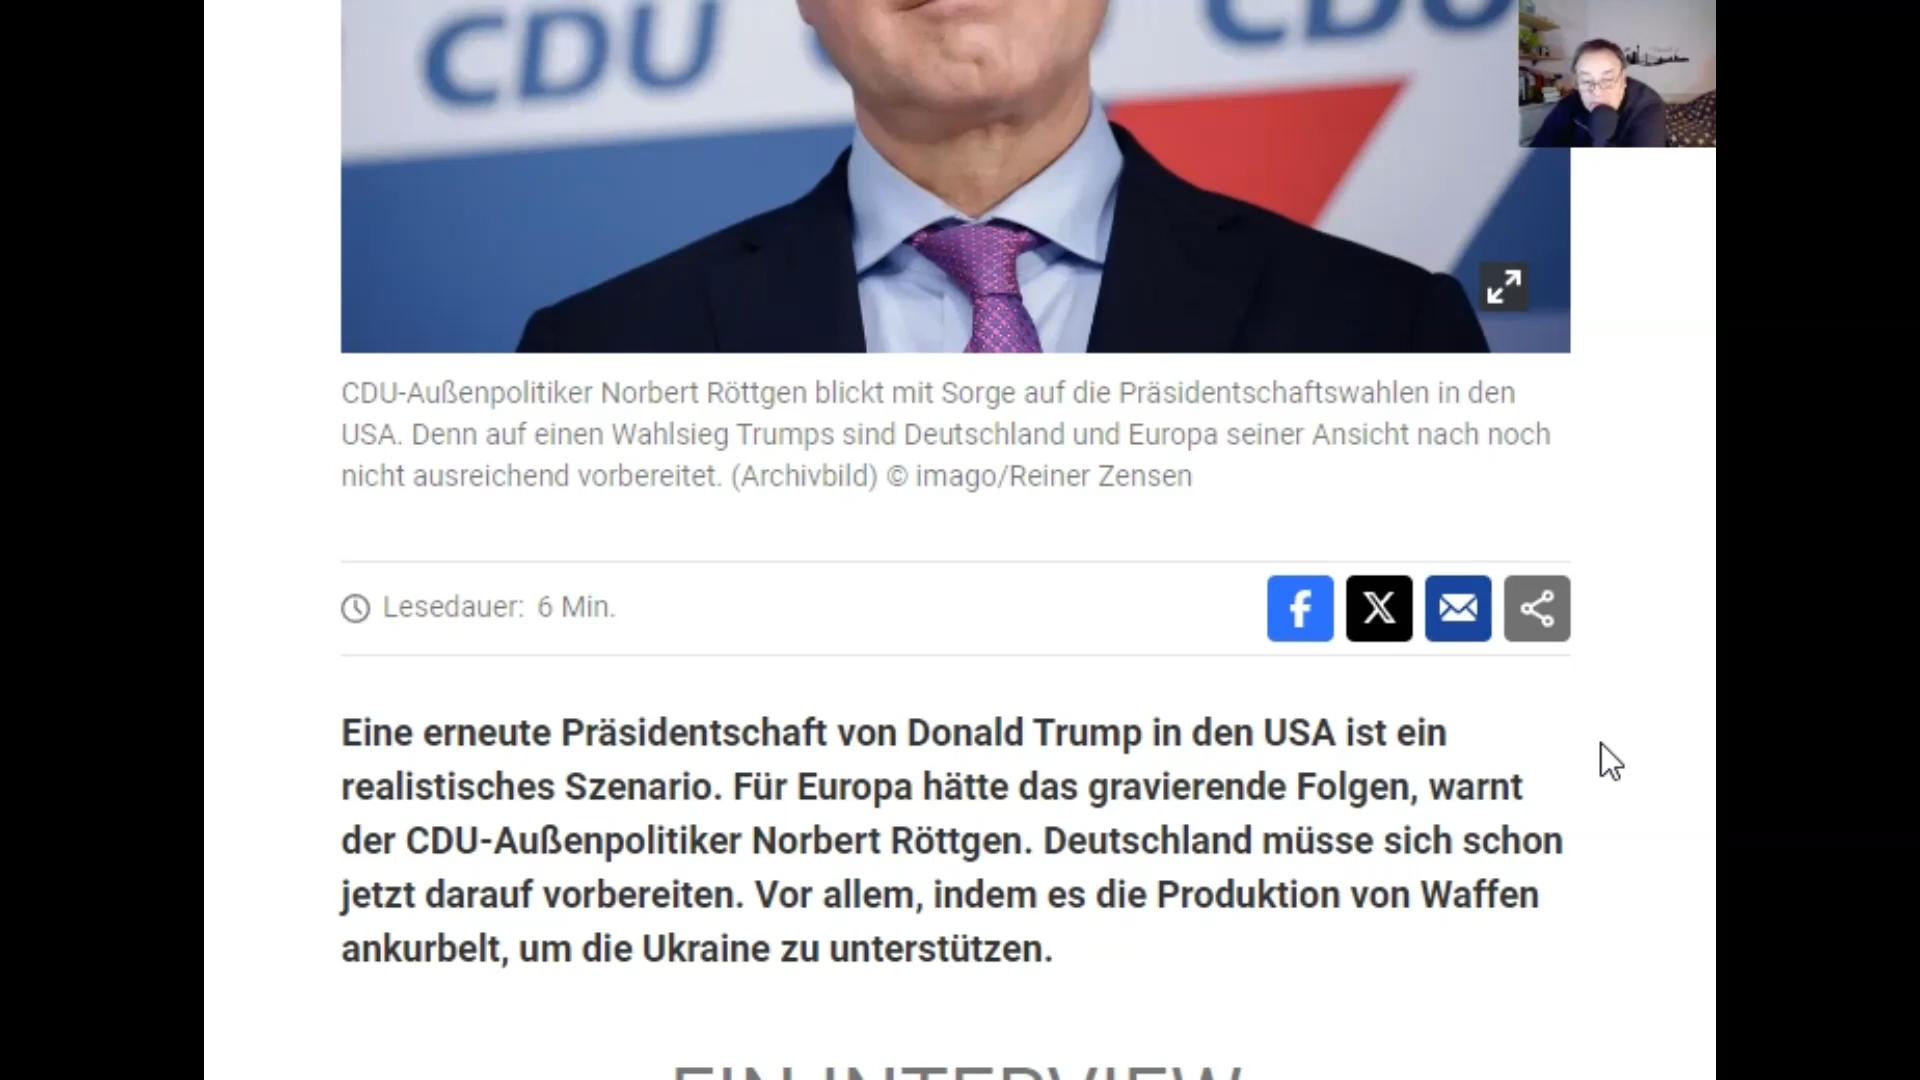 CDU CDU
CDU-Außenpolitiker Norbert Röttgen blickt mit Sorge auf die Präsidentschaftswahlen in den
USA. Denn auf einen Wahlsieg Trumps sind Deutschland und Europa seiner Ansicht nach noch
nicht ausreichend vorbereitet. (Archivbild) © imago/Reiner Zensen
Lesedauer: 6 Min.
Eine erneute Präsidentschaft von Donald Trump in den USA ist ein
realistisches Szenario. Für Europa hätte das gravierende Folgen, warnt
der CDU-Außenpolitiker Norbert Röttgen. Deutschland müsse sich schon
jetzt darauf vorbereiten. Vor allem, indem es die Produktion von Waffen
ankurbelt, um die Ukraine zu unterstützen.
EIN INTERVIEW